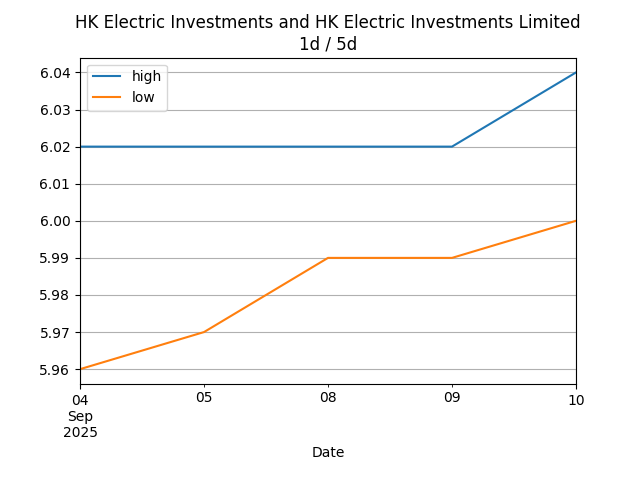 HK Electric Investments and HK Electric Investments Limited
1d / 5d
high
low
6.04
6.03
6.02
6.01
6.00
5.99
5.98
5.97
5.96
04 05 08 09 10
Sep
2025
Date